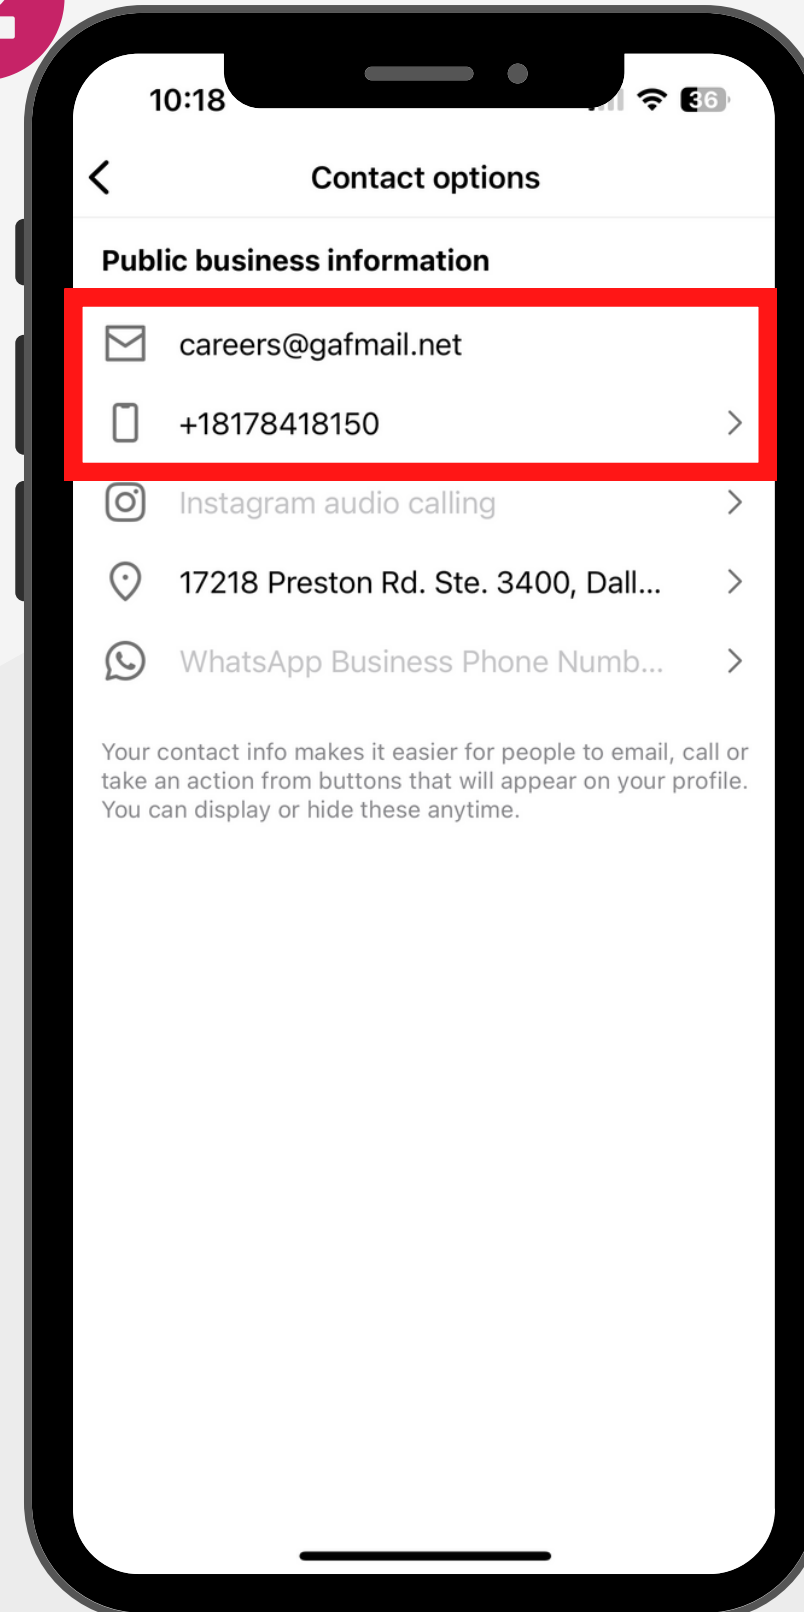 10:18
36
Contact options
Public business information
careers@gafmail.net
+18178418150
Instagram audio calling
17218 Preston Rd. Ste. 3400, Dall...
WhatsApp Business Phone Numb...
Your contact info makes it easier for people to email, call or
take an action from buttons that will appear on your profile.
You can display or hide these anytime.